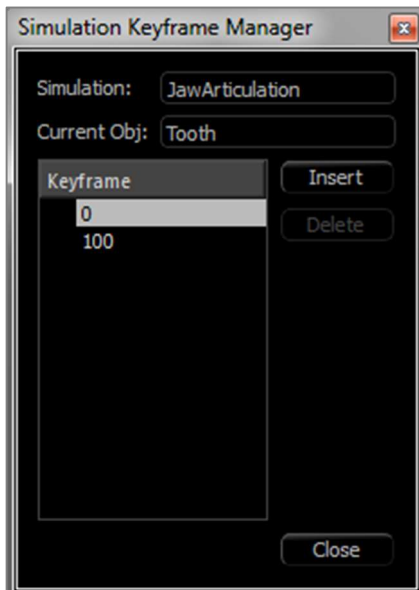 Simulation Keyframe Manager
Simulation: JawArticulation
Current Obj: Tooth
Keyframe
Insert
0
Delete
100
Close